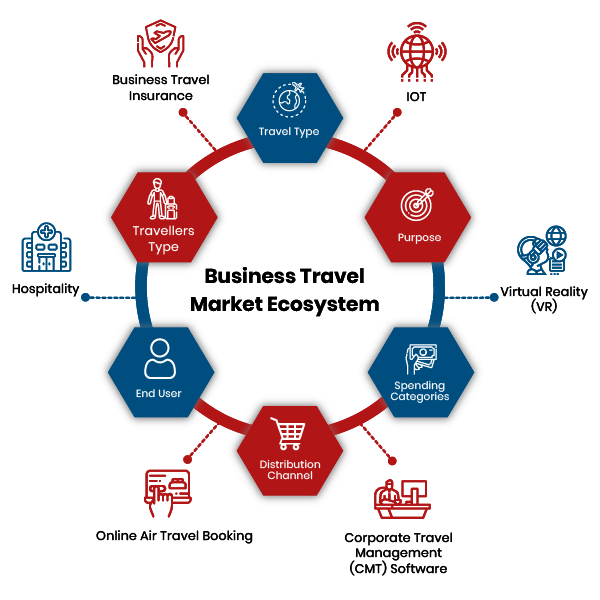 Business Travel
Insurance
IOT
Travel Type
Travellers
Type
Purpose
Hospitality
Business Travel
Market Ecosystem
Virtual Reality
(VR)
End User
Spending
Categories
Distribution
Channel
Online Air Travel Booking
Corporate Travel
Management
(CMT) Software